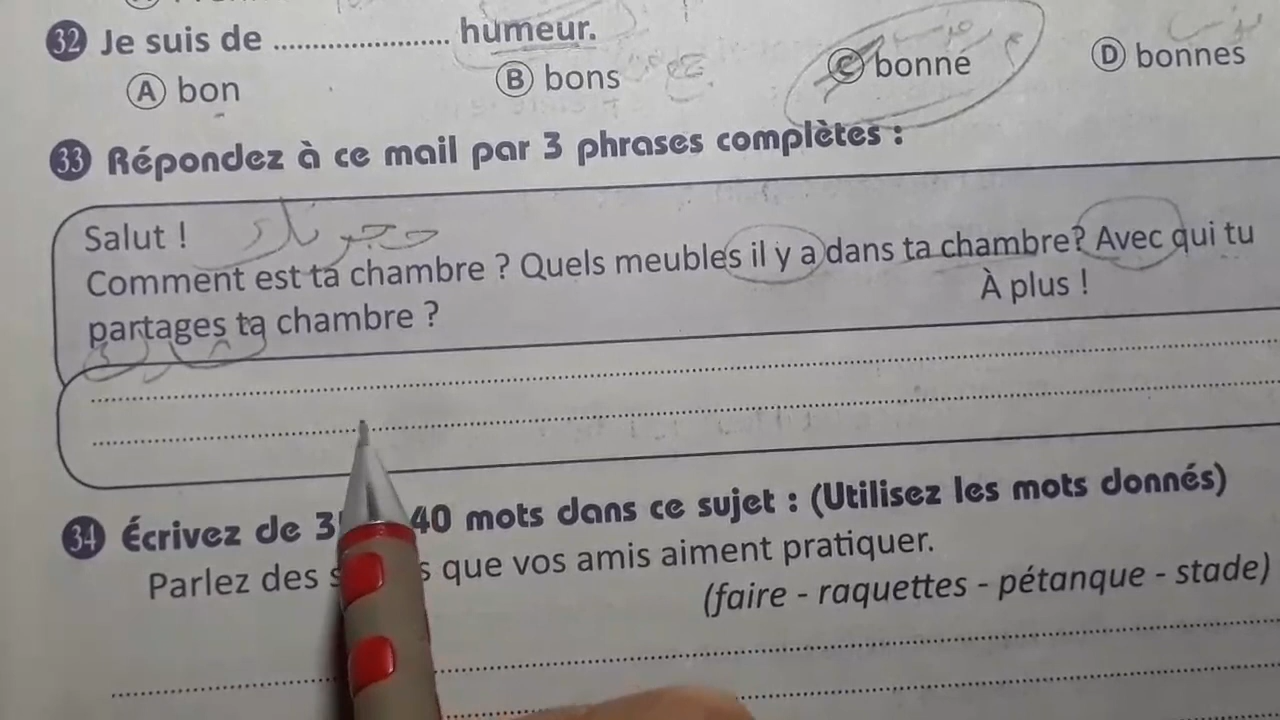 32 Je suis de ...................... humeur.
A bon B bons C bonne D bonnes
33 Répondez à ce mail par 3 phrases complètes :
Salut !
Comment est ta chambre ? Quels meubles il y a dans ta chambre? Avec qui tu
partages ta chambre ?
À plus !
34 Écrivez de 40 mots dans ce sujet : (Utilisez les mots donnés)
Parlez des que vos amis aiment pratiquer.
(faire - raquettes - pétanque - stade)